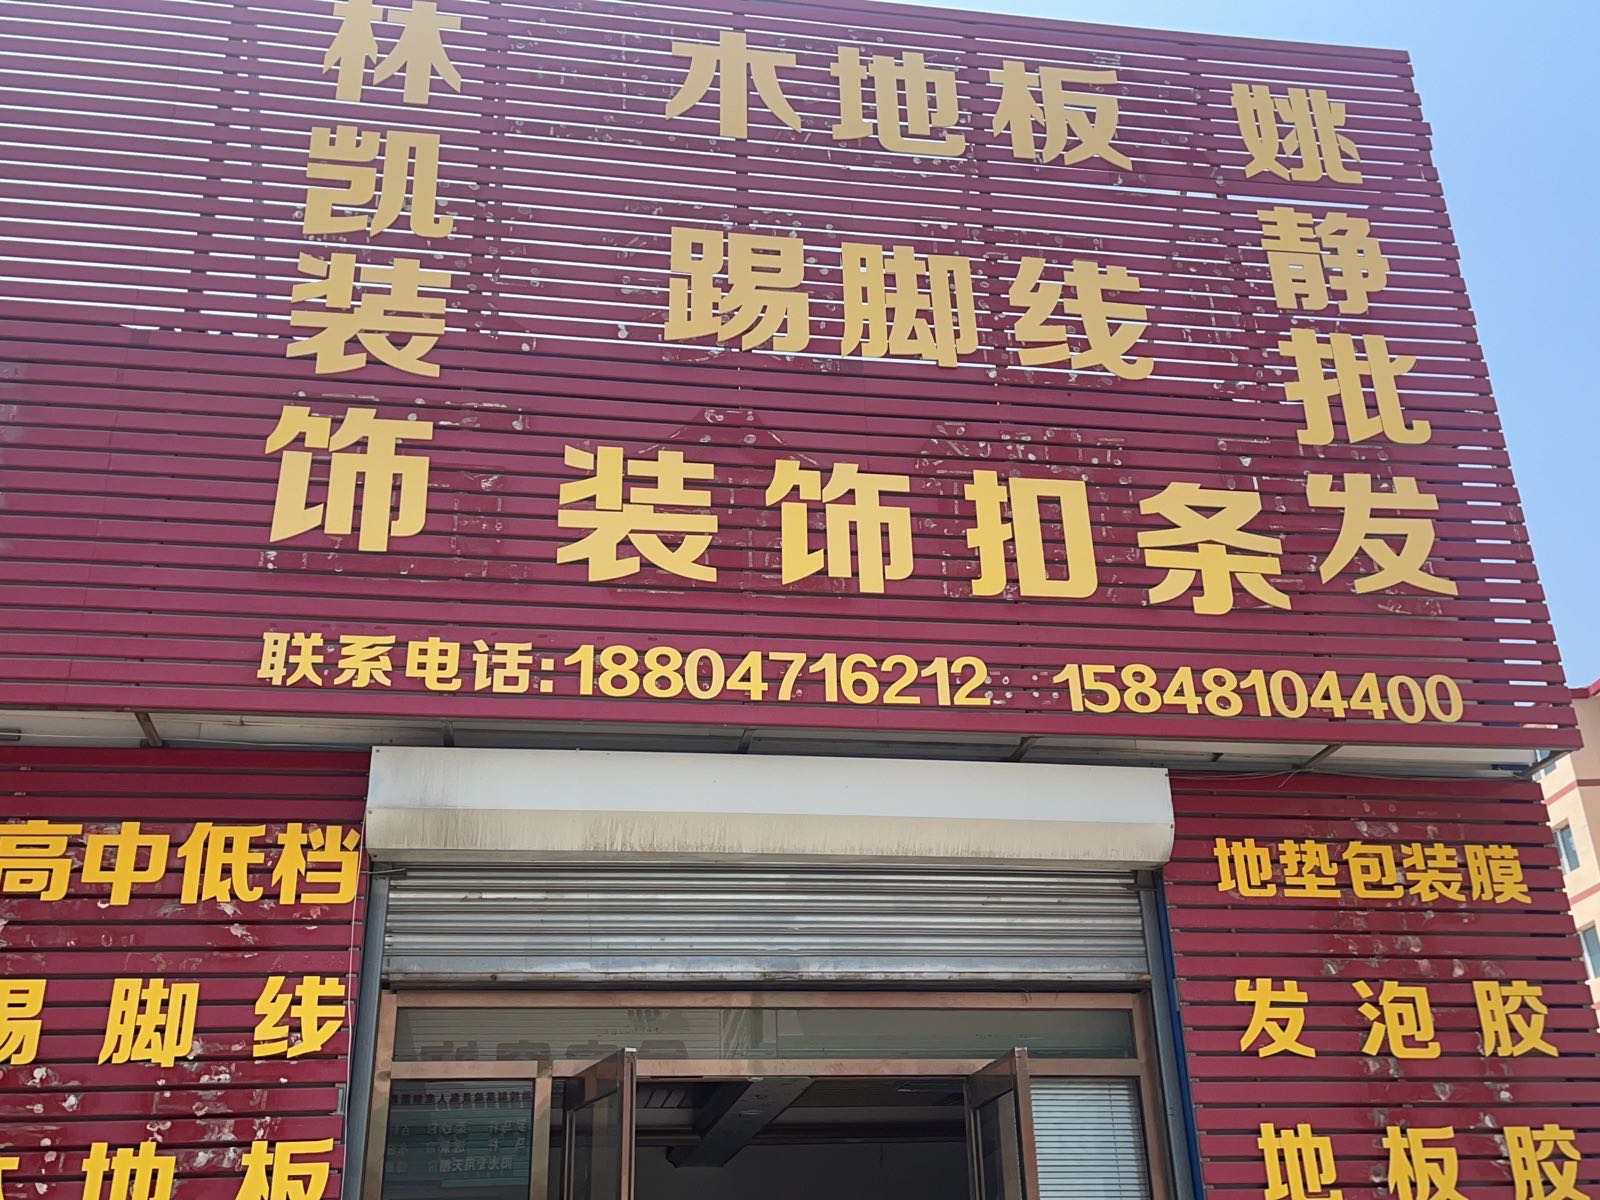 林凯装饰
木地板
踢脚线
装饰扣条
姚静批发
联系电话:18804716212 15848104400
高中低档
踢脚线
木地板
地垫包装膜
发泡胶
地板胶